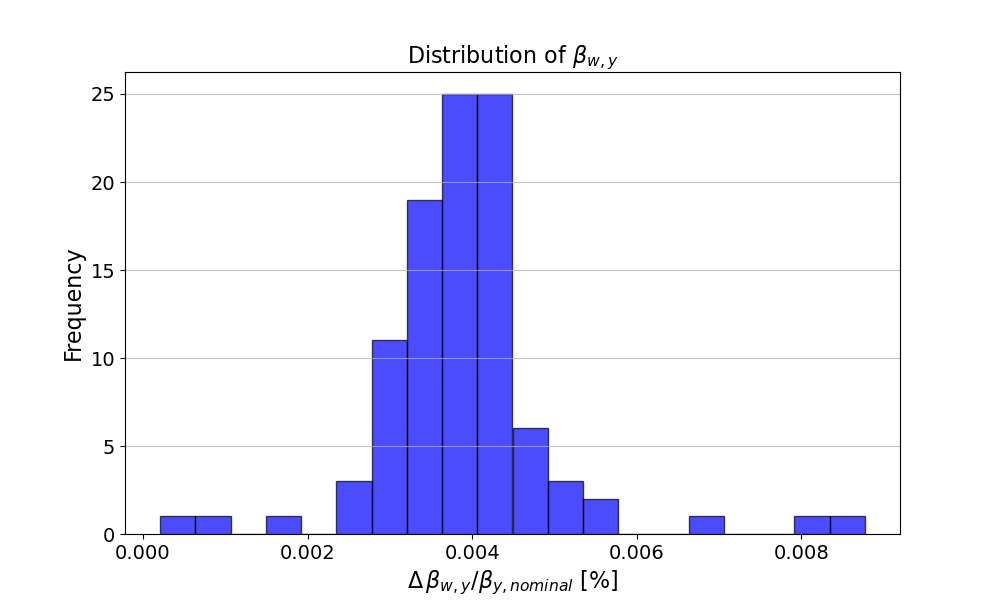 Distribution of β_{w, y}
Frequency
25
20
15
10
5
0
0.000 0.002 0.004 0.006 0.008
Δ β_{w, y}/β_{y, nominal} [%]